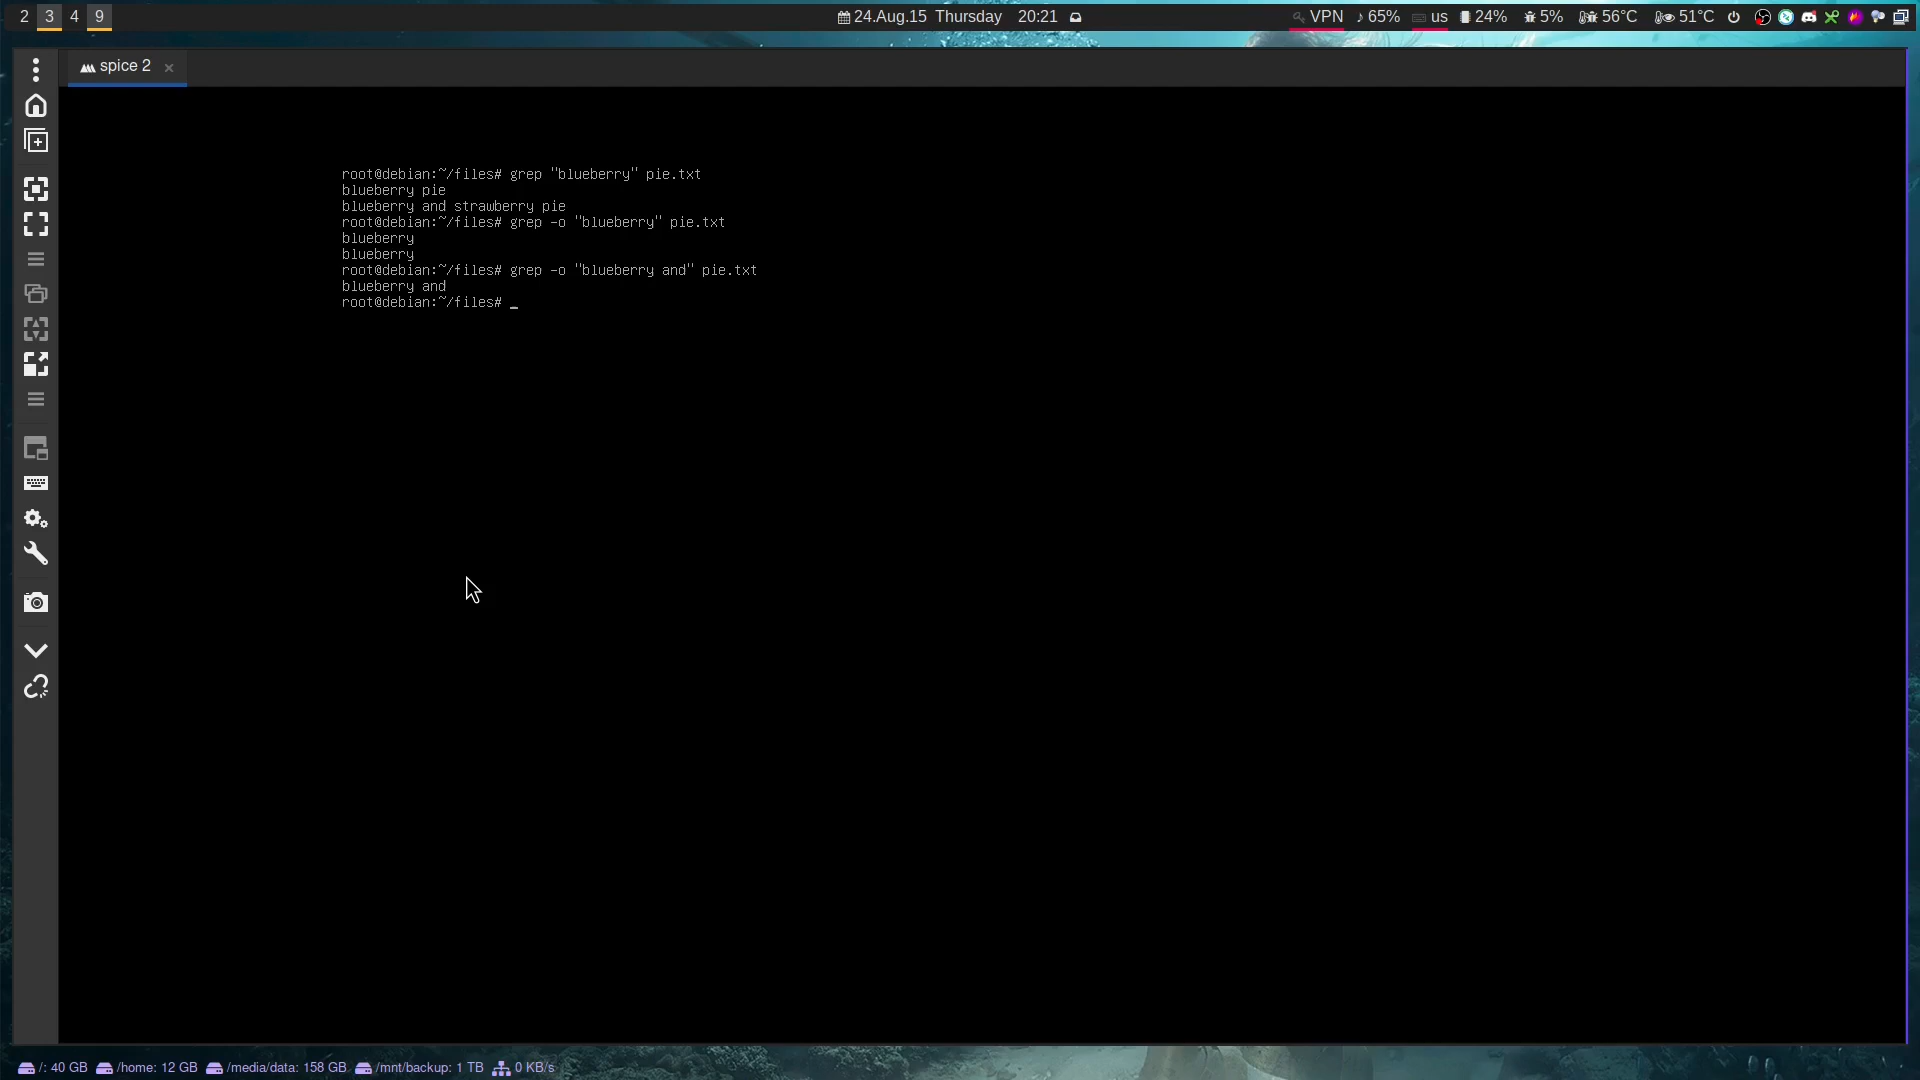 2 3 4 9 24.Aug.15 Thursday 20:21 VPN 65% us 24% 5% 56°C 51°C
spice 2
root@debian:~/files# grep "blueberry" pie.txt
blueberry pie
blueberry and strawberry pie
root@debian:~/files# grep -o "blueberry" pie.txt
blueberry
blueberry
root@debian:~/files# grep -o "blueberry and" pie.txt
blueberry and
root@debian:~/files# _
/: 40 GB /home: 12 GB /media/data: 158 GB /mnt/backup: 1 TB 0 KB/s